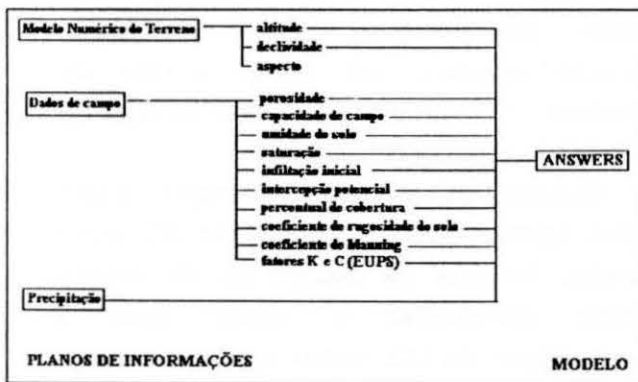 Modelo Numérico do Terreno
altitude
declividade
aspecto
Dados de campo
porosidade
capacidade de campo
umidade do solo
saturação
infiltação inicial
intercepção potencial
percentual de cobertura
coeficiente de rugosidade do solo
coeficiente de Manning
fatores K e C (EUPS)
ANSWERS
Precipitação
PLANOS DE INFORMAÇÕES
MODELO